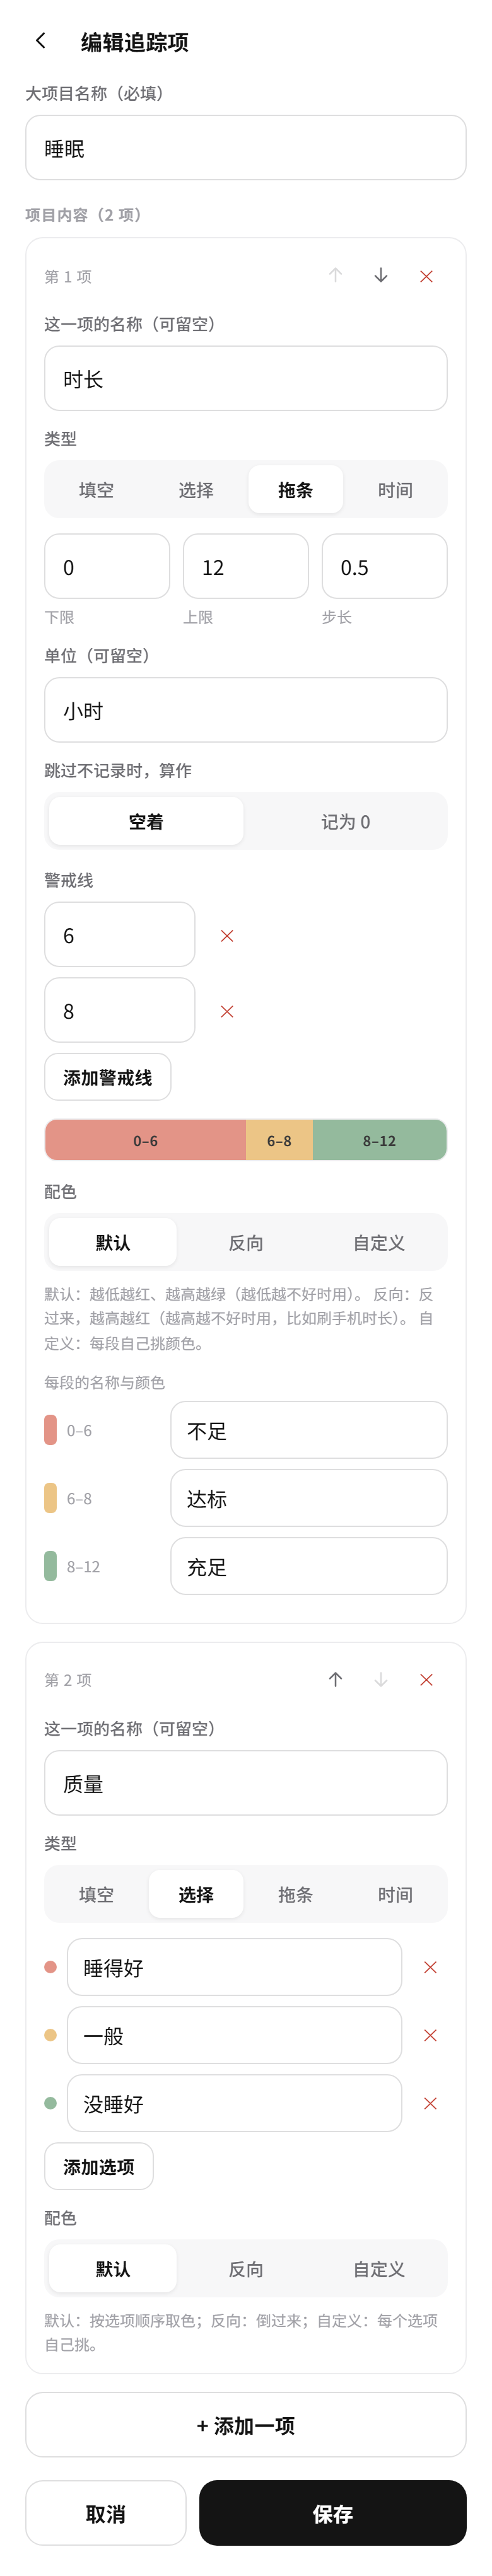 编辑追踪项
大项目名称（必填）
睡眠
项目内容（2 项）
第 1 项
这一项的名称（可留空）
时长
类型
填空 选择 拖条 时间
0 12 0.5
下限 上限 步长
单位（可留空）
小时
跳过不记录时，算作
空着 记为 0
警戒线
6
8
添加警戒线
0–6 6–8 8–12
配色
默认 反向 自定义
默认：越低越红、越高越绿（越低越不好时用）。 反向：反
过来，越高越红（越高越不好时用，比如刷手机时长）。 自
定义：每段自己挑颜色。
每段的名称与颜色
0–6 不足
6–8 达标
8–12 充足
第 2 项
这一项的名称（可留空）
质量
类型
填空 选择 拖条 时间
睡得好
一般
没睡好
添加选项
配色
默认 反向 自定义
默认：按选项顺序取色；反向：倒过来；自定义：每个选项
自己挑。
+ 添加一项
取消 保存